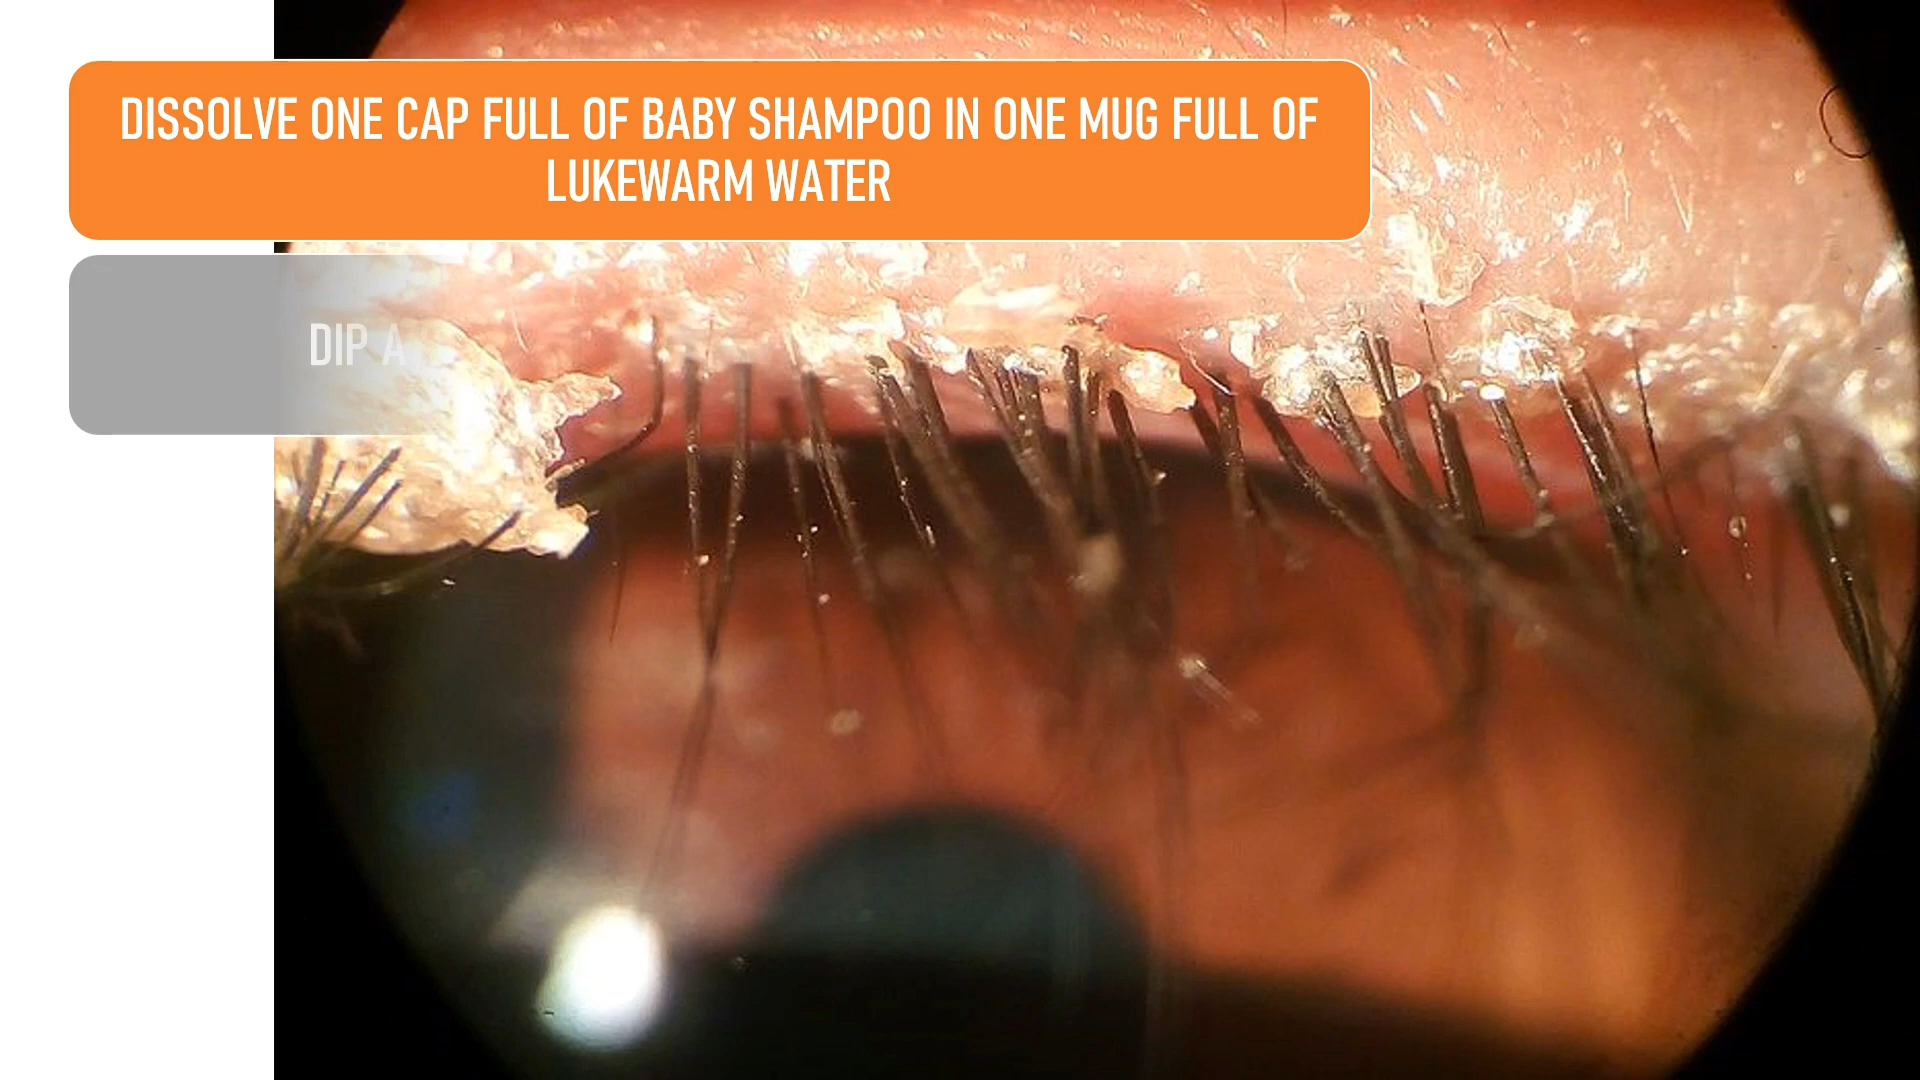 DISSOLVE ONE CAP FULL OF BABY SHAMPOO IN ONE MUG FULL OF
LUKEWARM WATER
DIP A